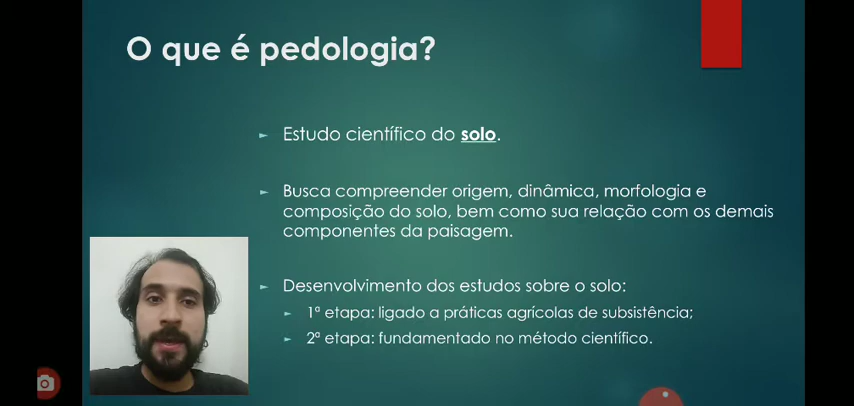 O que é pedologia?
► Estudo científico do solo.
► Busca compreender origem, dinâmica, morfologia e
composição do solo, bem como sua relação com os demais
componentes da paisagem.
► Desenvolvimento dos estudos sobre o solo:
► 1ª etapa: ligado a práticas agrícolas de subsistência;
► 2ª etapa: fundamentado no método científico.